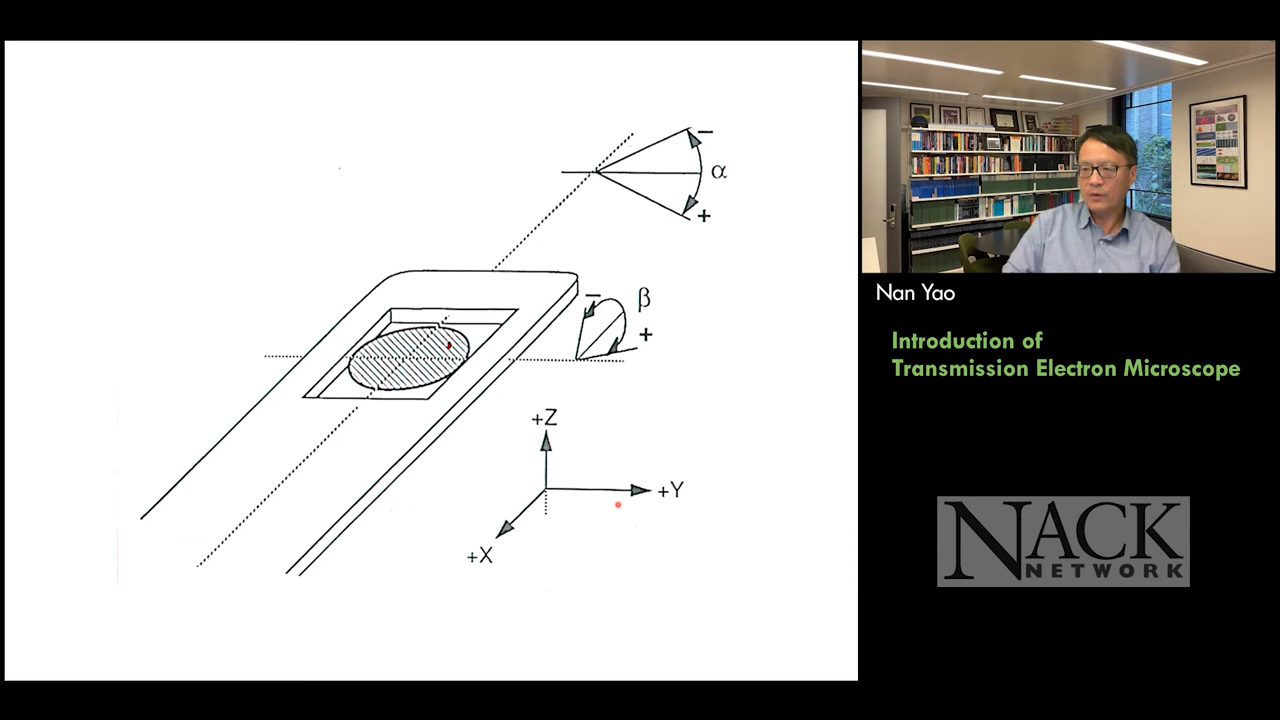 −
α
+
−
β
+
+Z
+Y
+X
Nan Yao
Introduction of
Transmission Electron Microscope
NACK
NETWORK